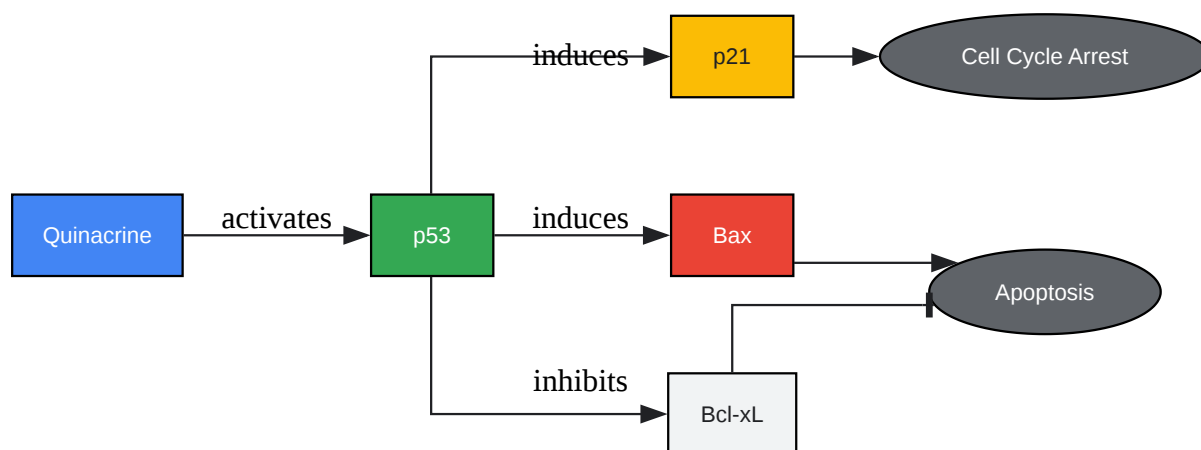 induces
p21
Cell Cycle Arrest
Quinacrine
activates
p53
induces
Bax
Apoptosis
inhibits
Bcl-xL